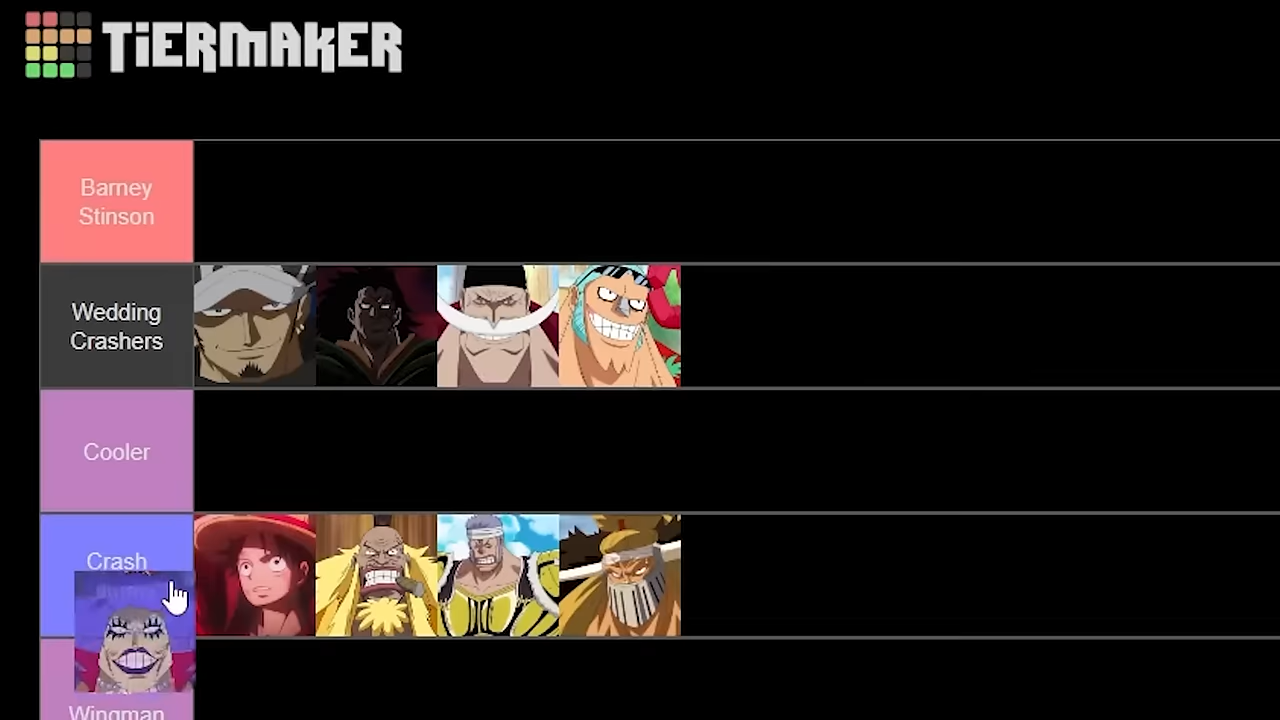 TiERMAKER
Barney
Stinson
Wedding
Crashers
Cooler
Crash
Wingman